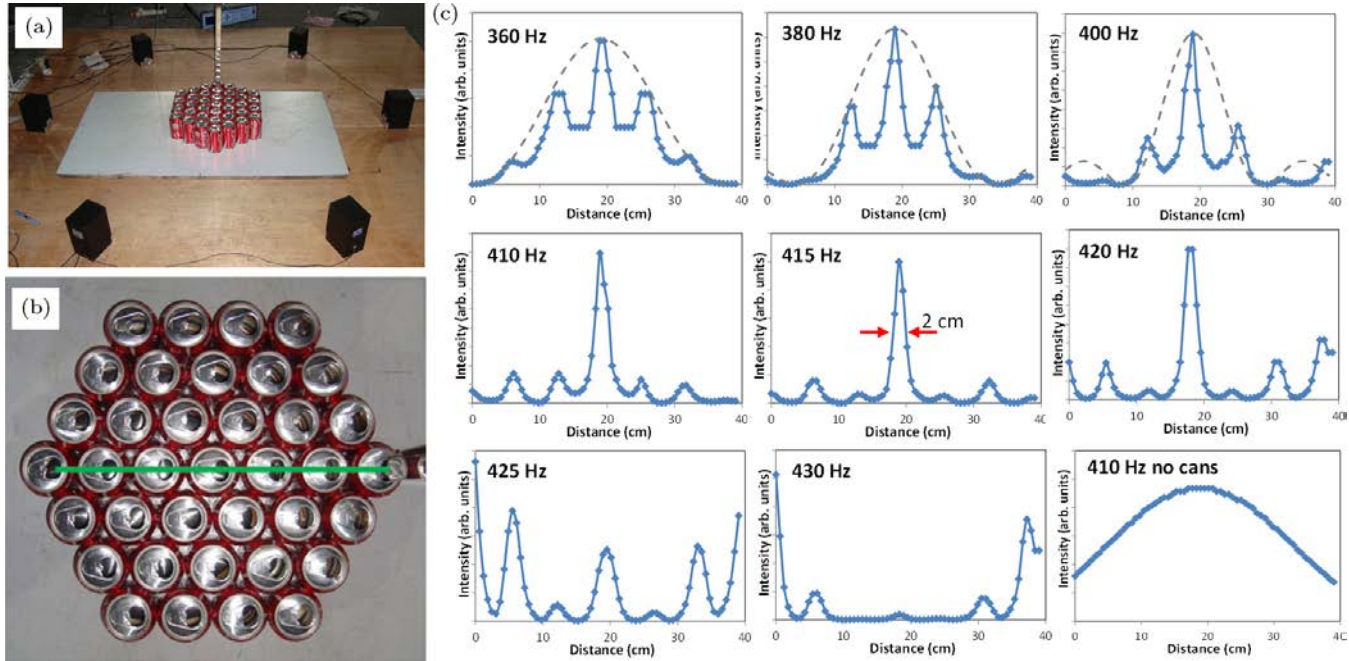 (a)
(b)
(c)
360 Hz
Intensity (arb. units)
0 10 20 30 40
Distance (cm)
380 Hz
Intensity (arb. units)
0 10 20 30 40
Distance (cm)
400 Hz
Intensity (arb. units)
0 10 20 30 40
Distance (cm)
410 Hz
Intensity (arb. units)
0 10 20 30 40
Distance (cm)
415 Hz
2 cm
Intensity (arb. units)
0 10 20 30 40
Distance (cm)
420 Hz
Intensity (arb. units)
0 10 20 30 40
Distance (cm)
425 Hz
Intensity (arb. units)
0 10 20 30 40
Distance (cm)
430 Hz
Intensity (arb. units)
0 10 20 30 40
Distance (cm)
410 Hz no cans
Intensity (arb. units)
0 10 20 30 40
Distance (cm)